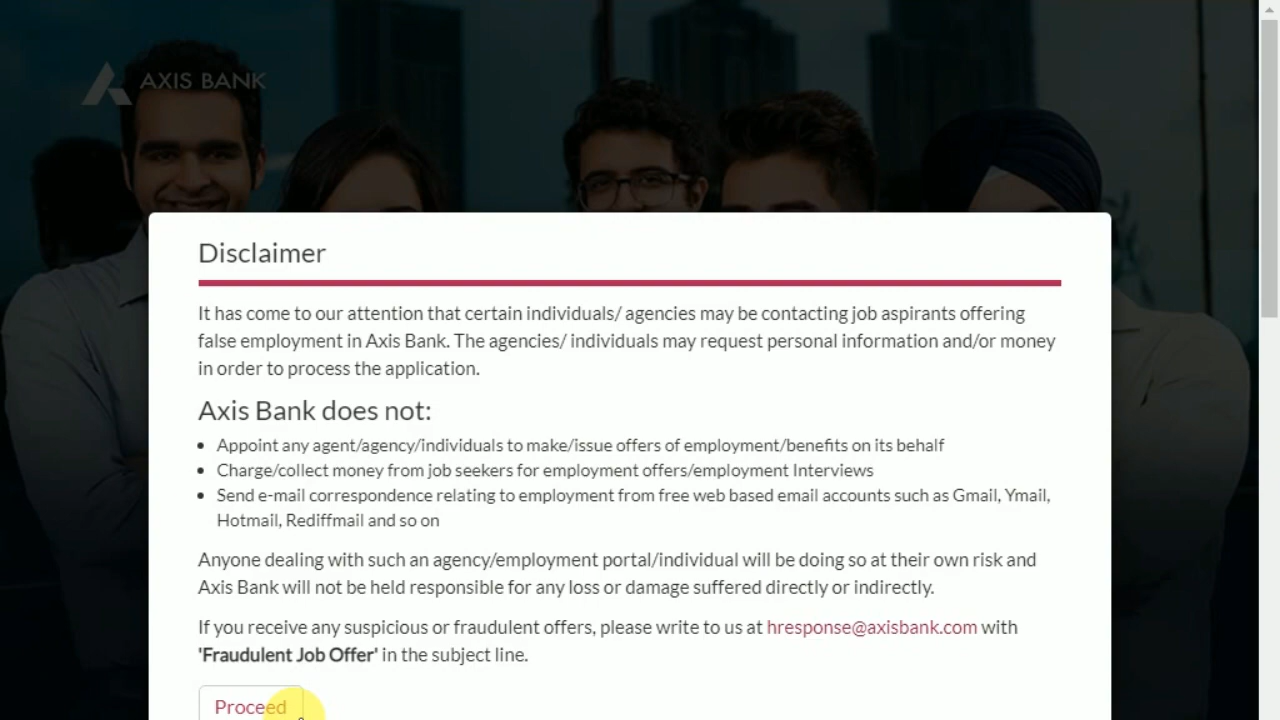 AXIS BANK
Disclaimer
It has come to our attention that certain individuals/ agencies may be contacting job aspirants offering
false employment in Axis Bank. The agencies/ individuals may request personal information and/or money
in order to process the application.
Axis Bank does not:
• Appoint any agent/agency/individuals to make/issue offers of employment/benefits on its behalf
• Charge/collect money from job seekers for employment offers/employment Interviews
• Send e-mail correspondence relating to employment from free web based email accounts such as Gmail, Ymail,
Hotmail, Rediffmail and so on
Anyone dealing with such an agency/employment portal/individual will be doing so at their own risk and
Axis Bank will not be held responsible for any loss or damage suffered directly or indirectly.
If you receive any suspicious or fraudulent offers, please write to us at hresponse@axisbank.com with
'Fraudulent Job Offer' in the subject line.
Proceed